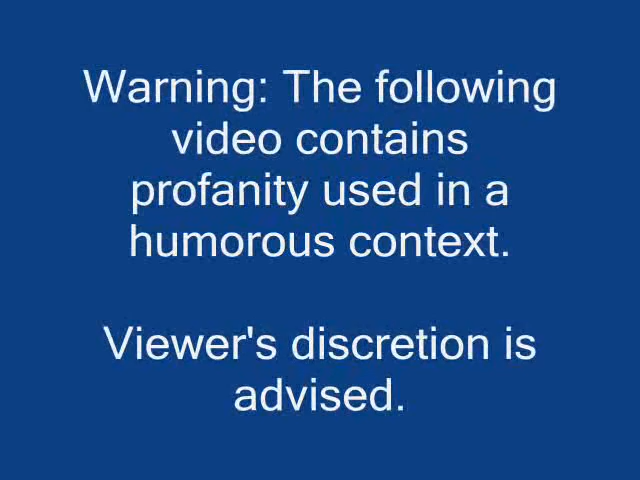 Warning: The following
video contains
profanity used in a
humorous context.
Viewer's discretion is
advised.